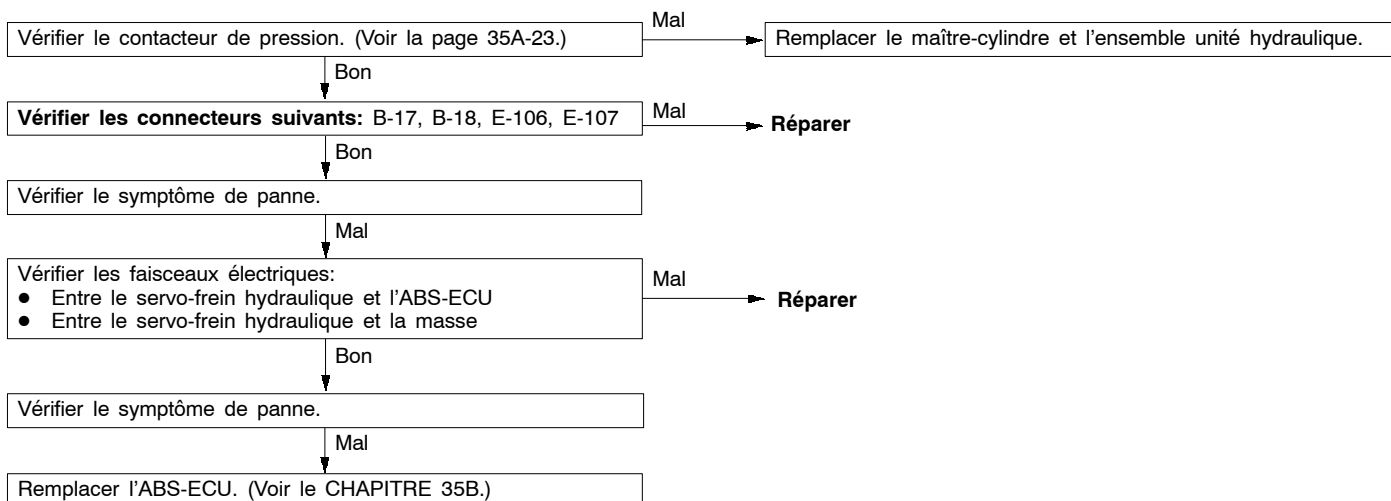 Vérifier le contacteur de pression. (Voir la page 35A-23.)
Mal
Remplacer le maître-cylindre et l'ensemble unité hydraulique.
Bon
Vérifier les connecteurs suivants: B-17, B-18, E-106, E-107
Mal
Réparer
Bon
Vérifier le symptôme de panne.
Mal
Vérifier les faisceaux électriques:
● Entre le servo-frein hydraulique et l'ABS-ECU
● Entre le servo-frein hydraulique et la masse
Mal
Réparer
Bon
Vérifier le symptôme de panne.
Mal
Remplacer l'ABS-ECU. (Voir le CHAPITRE 35B.)